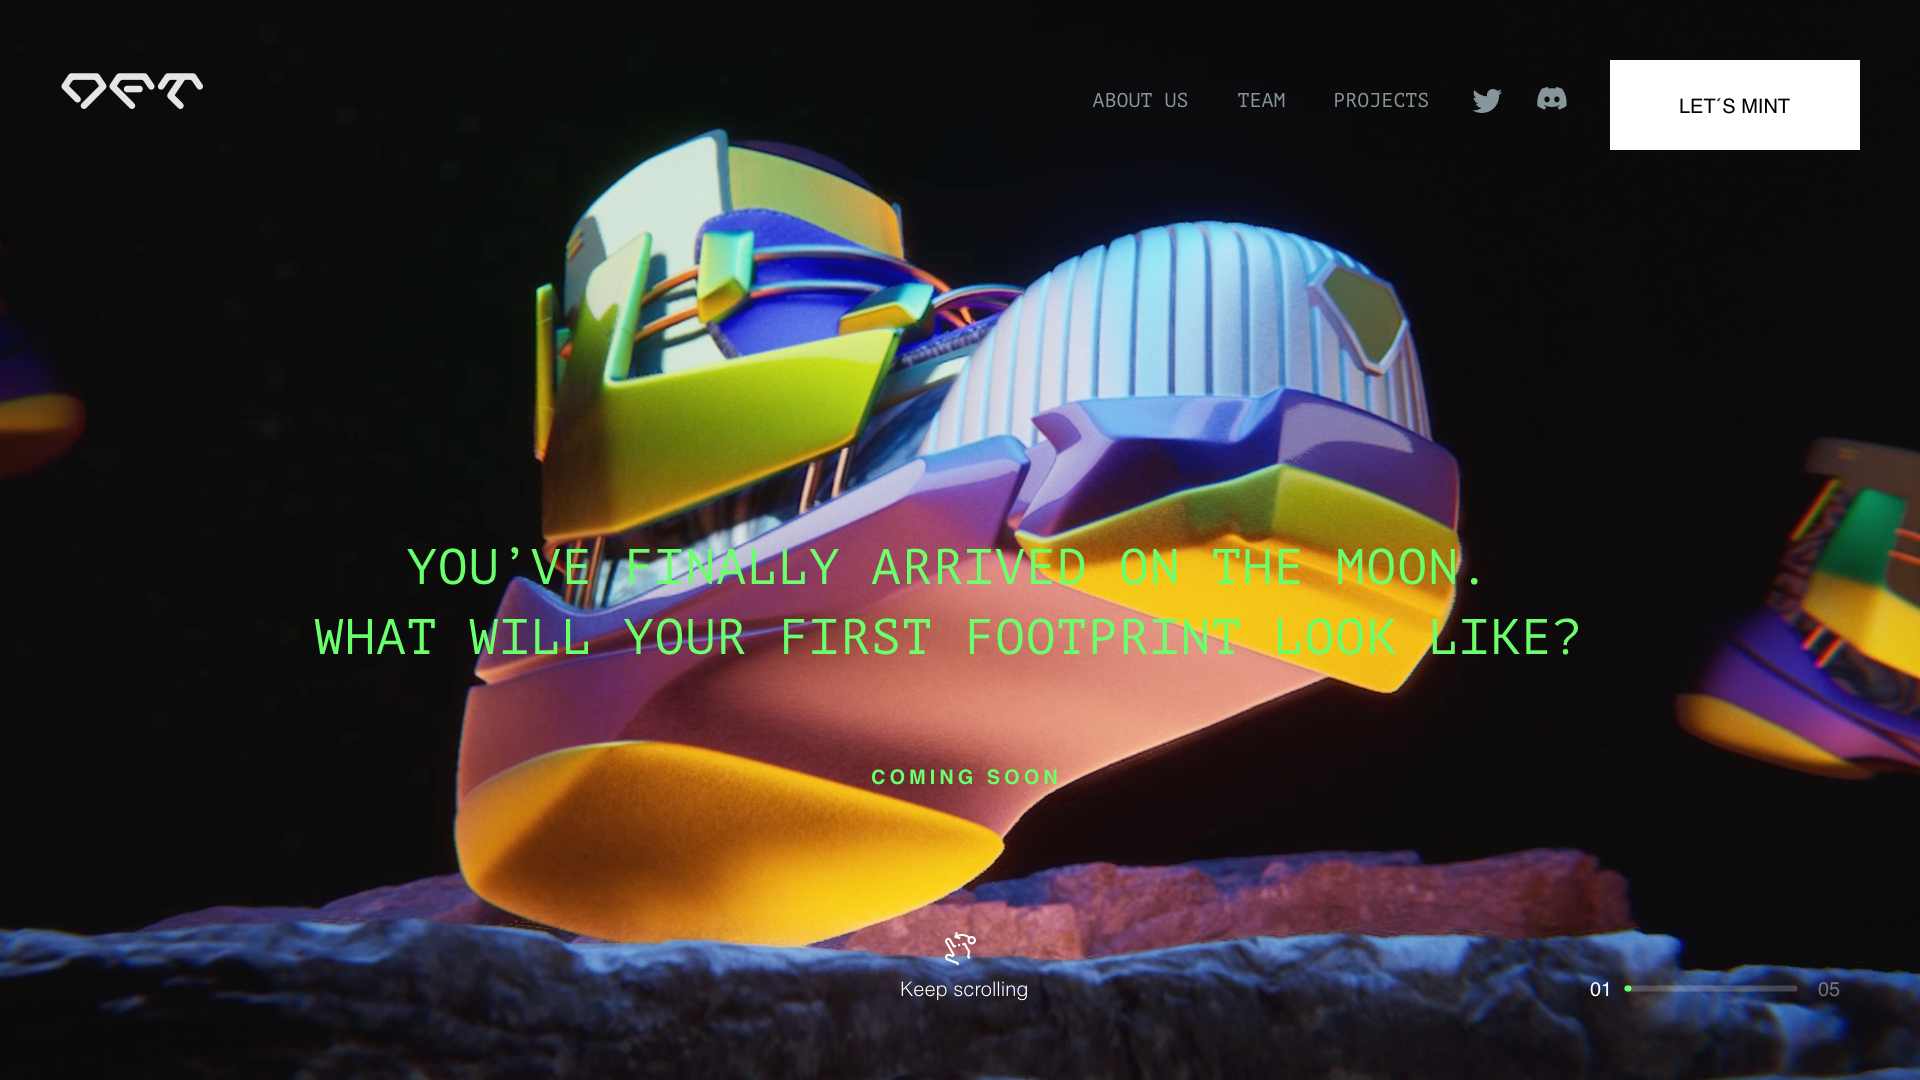 ABOUT US
TEAM
PROJECTS
LET´S MINT
YOU’VE FINALLY ARRIVED ON THE MOON.
WHAT WILL YOUR FIRST FOOTPRINT LOOK LIKE?
COMING SOON
Keep scrolling
01
05